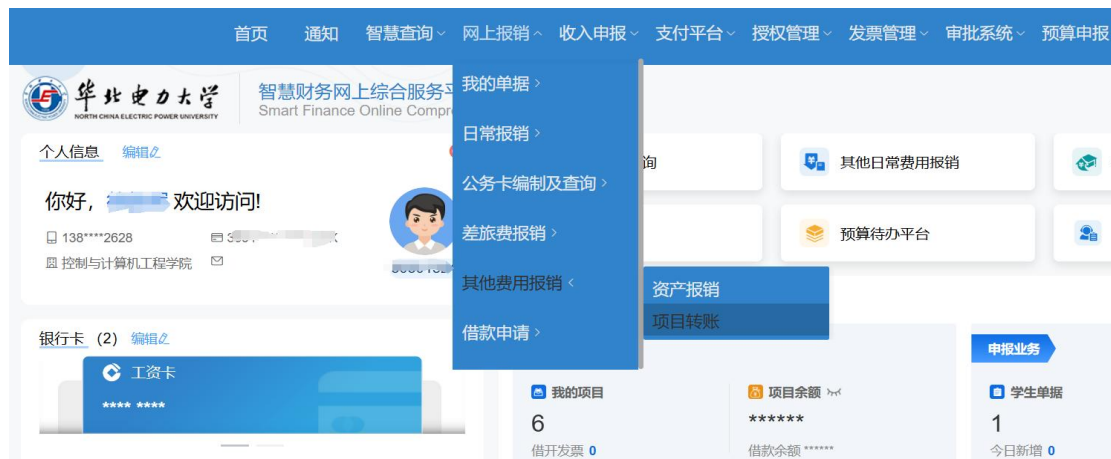 首页 通知 智慧查询 网上报销 收入申报 支付平台 授权管理 发票管理 审批系统 预算申报
华北电力大学
NORTH CHINA ELECTRIC POWER UNIVERSITY
智慧财务网上综合服务平
Smart Finance Online Compre
我的单据
日常报销
公务卡编制及查询
差旅费报销
其他费用报销
借款申请
资产报销
项目转账
个人信息 编辑
你好, 欢迎访问!
138****2628
控制与计算机工程学院
询
其他日常费用报销
预算待办平台
银行卡 (2) 编辑
工资卡
**** ****
申报业务
我的项目 项目余额 学生单据
6 ****** 1
借开发票 0 借款余额 ****** 今日新增 0